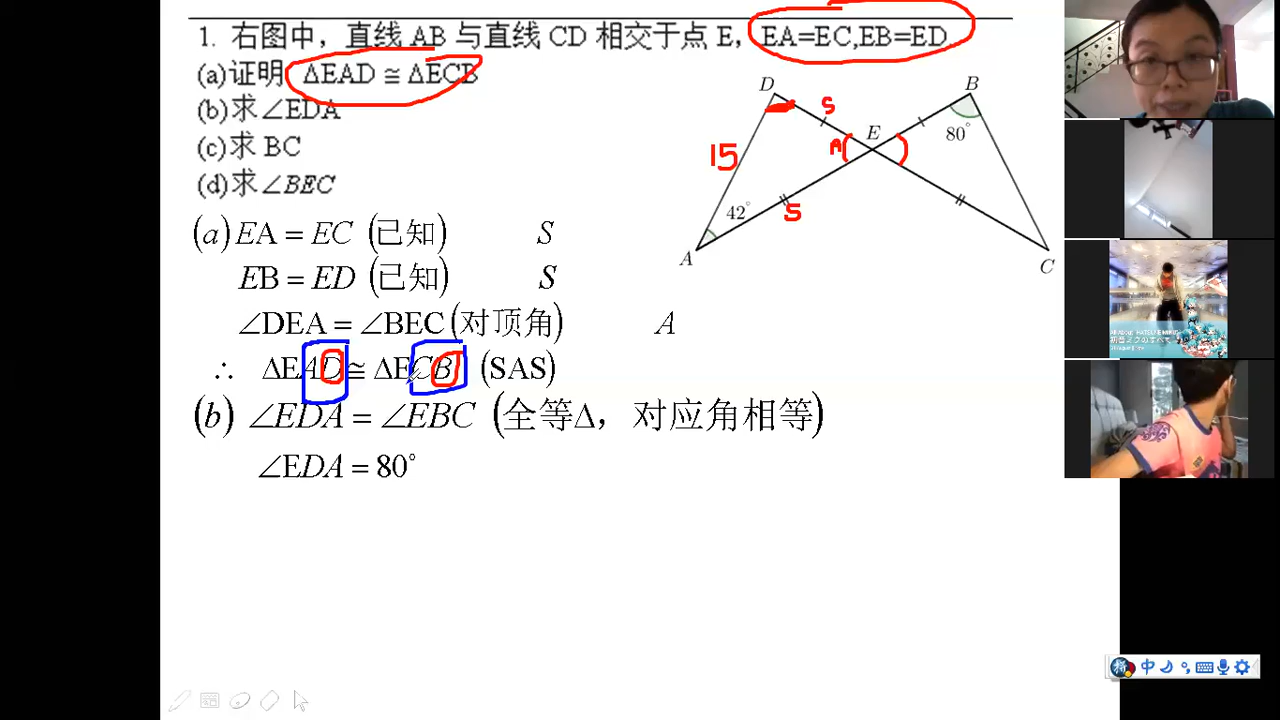 1. 右图中，直线 AB 与直线 CD 相交于点 E，EA=EC,EB=ED
(a)证明 ΔEAD ≅ ΔECB
(b)求∠EDA
(c)求 BC
(d)求∠BEC
D
B
S
E
80°
15
A
42°
S
A
C
(a) EA = EC (已知) S
EB = ED (已知) S
∠DEA = ∠BEC (对顶角) A
∴ ΔEAD ≅ ΔECB (SAS)
(b) ∠EDA = ∠EBC (全等Δ，对应角相等)
∠EDA = 80°
中